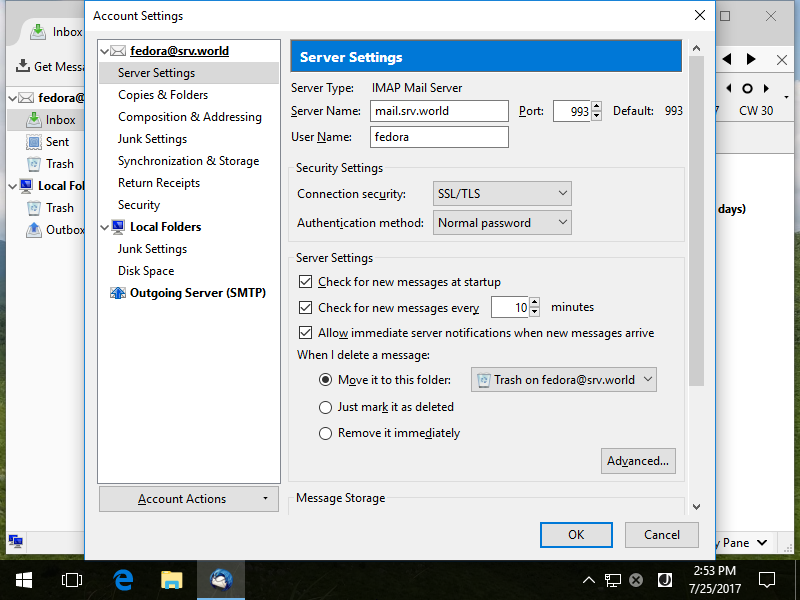 Account Settings
Inbox
Get Messa
fedora@
Inbox
Sent
Trash
Local Fol
Trash
Outbox
fedora@srv.world
Server Settings
Copies & Folders
Composition & Addressing
Junk Settings
Synchronization & Storage
Return Receipts
Security
Local Folders
Junk Settings
Disk Space
Outgoing Server (SMTP)
Account Actions
Server Settings
Server Type: IMAP Mail Server
Server Name: mail.srv.world Port: 993 Default: 993
User Name: fedora
Security Settings
Connection security: SSL/TLS
Authentication method: Normal password
Server Settings
Check for new messages at startup
Check for new messages every 10 minutes
Allow immediate server notifications when new messages arrive
When I delete a message:
Move it to this folder: Trash on fedora@srv.world
Just mark it as deleted
Remove it immediately
Advanced...
Message Storage
OK Cancel
7 CW 30
days)
y Pane
2:53 PM
7/25/2017